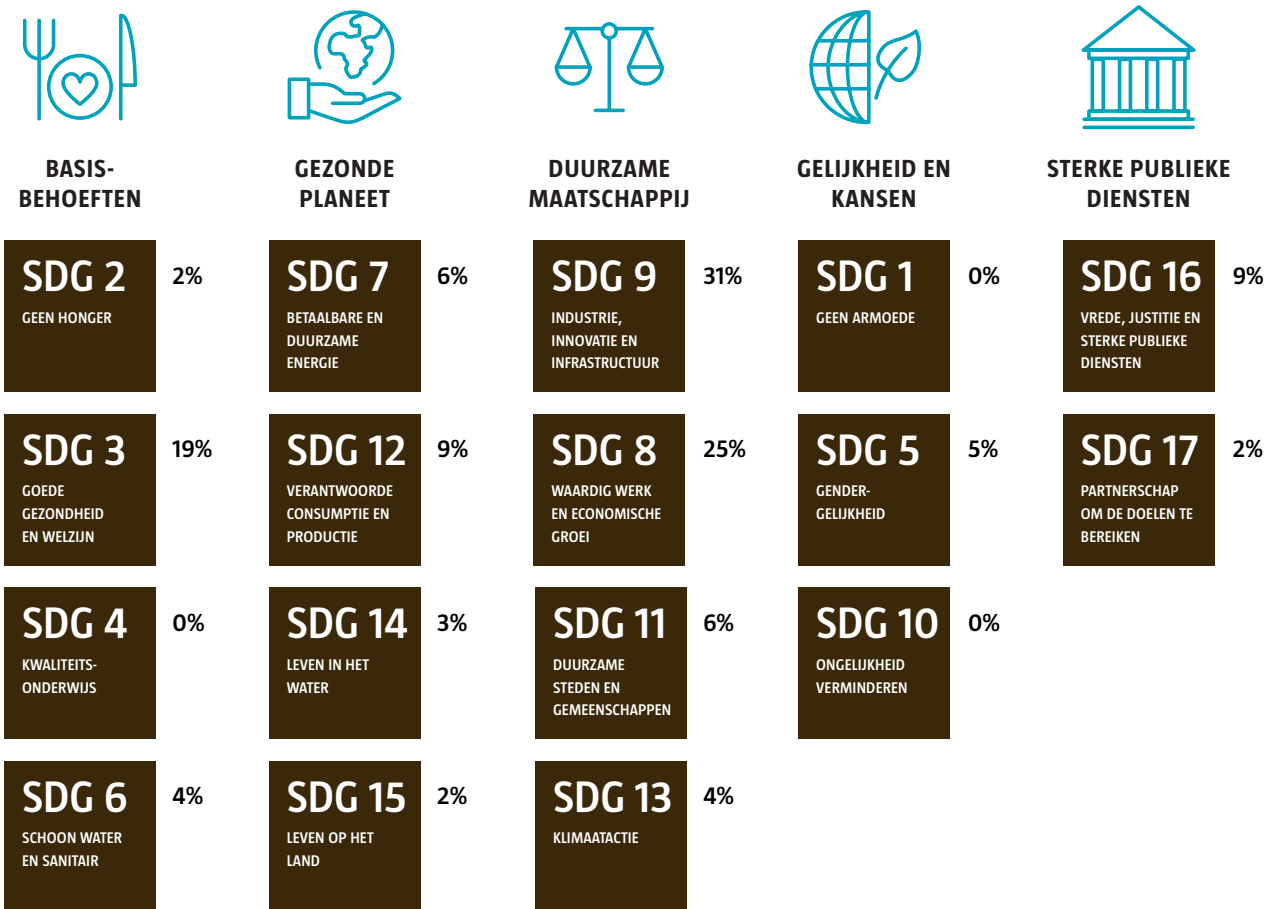 BASIS-
BEHOEFTEN
SDG 2
2%
GEEN HONGER
SDG 3
19%
GOEDE
GEZONDHEID
EN WELZIJN
SDG 4
0%
KWALITEITS-
ONDERWIJS
SDG 6
4%
SCHOON WATER
EN SANITAIR
GEZONDE
PLANEET
SDG 7
6%
BETAALBARE EN
DUURZAME
ENERGIE
SDG 12
9%
VERANTWOORDE
CONSUMPTIE EN
PRODUCTIE
SDG 14
3%
LEVEN IN HET
WATER
SDG 15
2%
LEVEN OP HET
LAND
DUURZAME
MAATSCHAPPIJ
SDG 9
31%
INDUSTRIE,
INNOVATIE EN
INFRASTRUCTUUR
SDG 8
25%
WAARDIG WERK
EN ECONOMISCHE
GROEI
SDG 11
6%
DUURZAME
STEDEN EN
GEMEENSCHAPPEN
SDG 13
4%
KLIMAATACTIE
GELIJKHEID EN
KANSEN
SDG 1
0%
GEEN ARMOEDE
SDG 5
5%
GENDER-
GELIJKHEID
SDG 10
0%
ONGELIJKHEID
VERMINDEREN
STERKE PUBLIEKE
DIENSTEN
SDG 16
9%
VREDE, JUSTITIE EN
STERKE PUBLIEKE
DIENSTEN
SDG 17
2%
PARTNERSCHAP
OM DE DOELEN TE
BEREIKEN